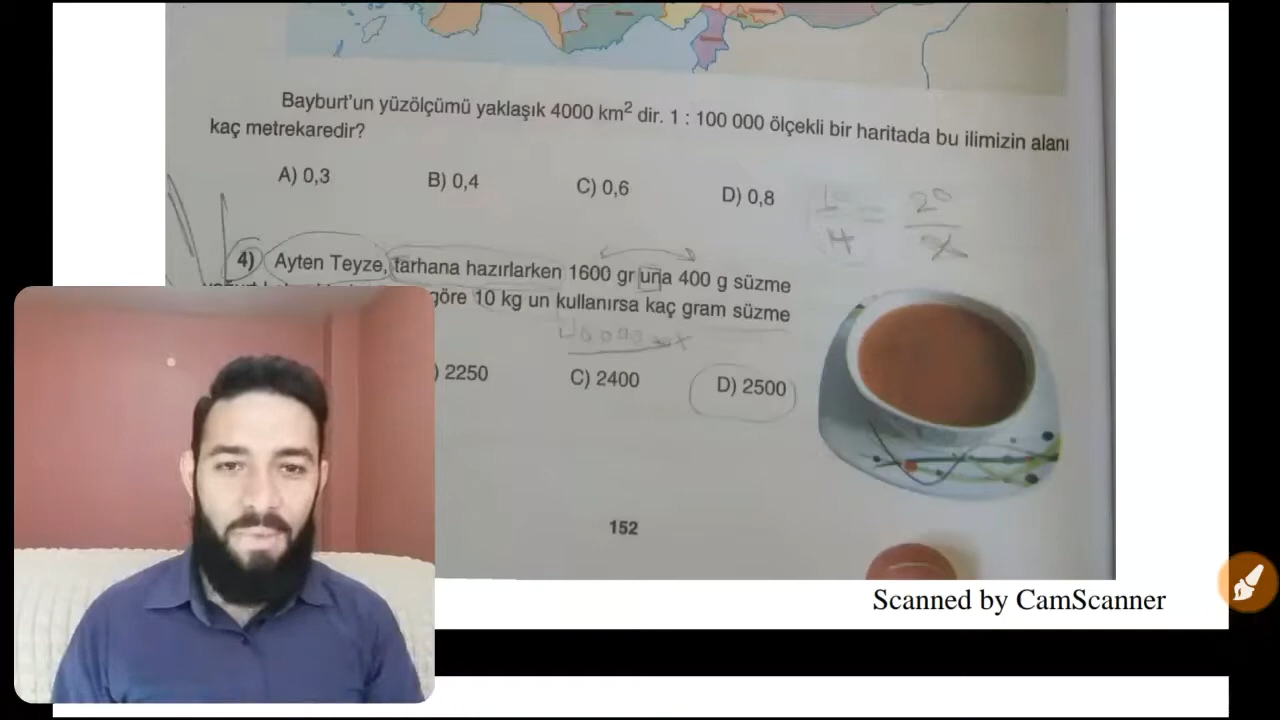 Bayburt'un yüzölçümü yaklaşık 4000 km² dir. 1 : 100 000 ölçekli bir haritada bu ilimizin alanı
kaç metrekaredir?
A) 0,3 B) 0,4 C) 0,6 D) 0,8
4) Ayten Teyze, tarhana hazırlarken 1600 gr una 400 g süzme
göre 10 kg un kullanırsa kaç gram süzme
) 2250 C) 2400 D) 2500
152
Scanned by CamScanner